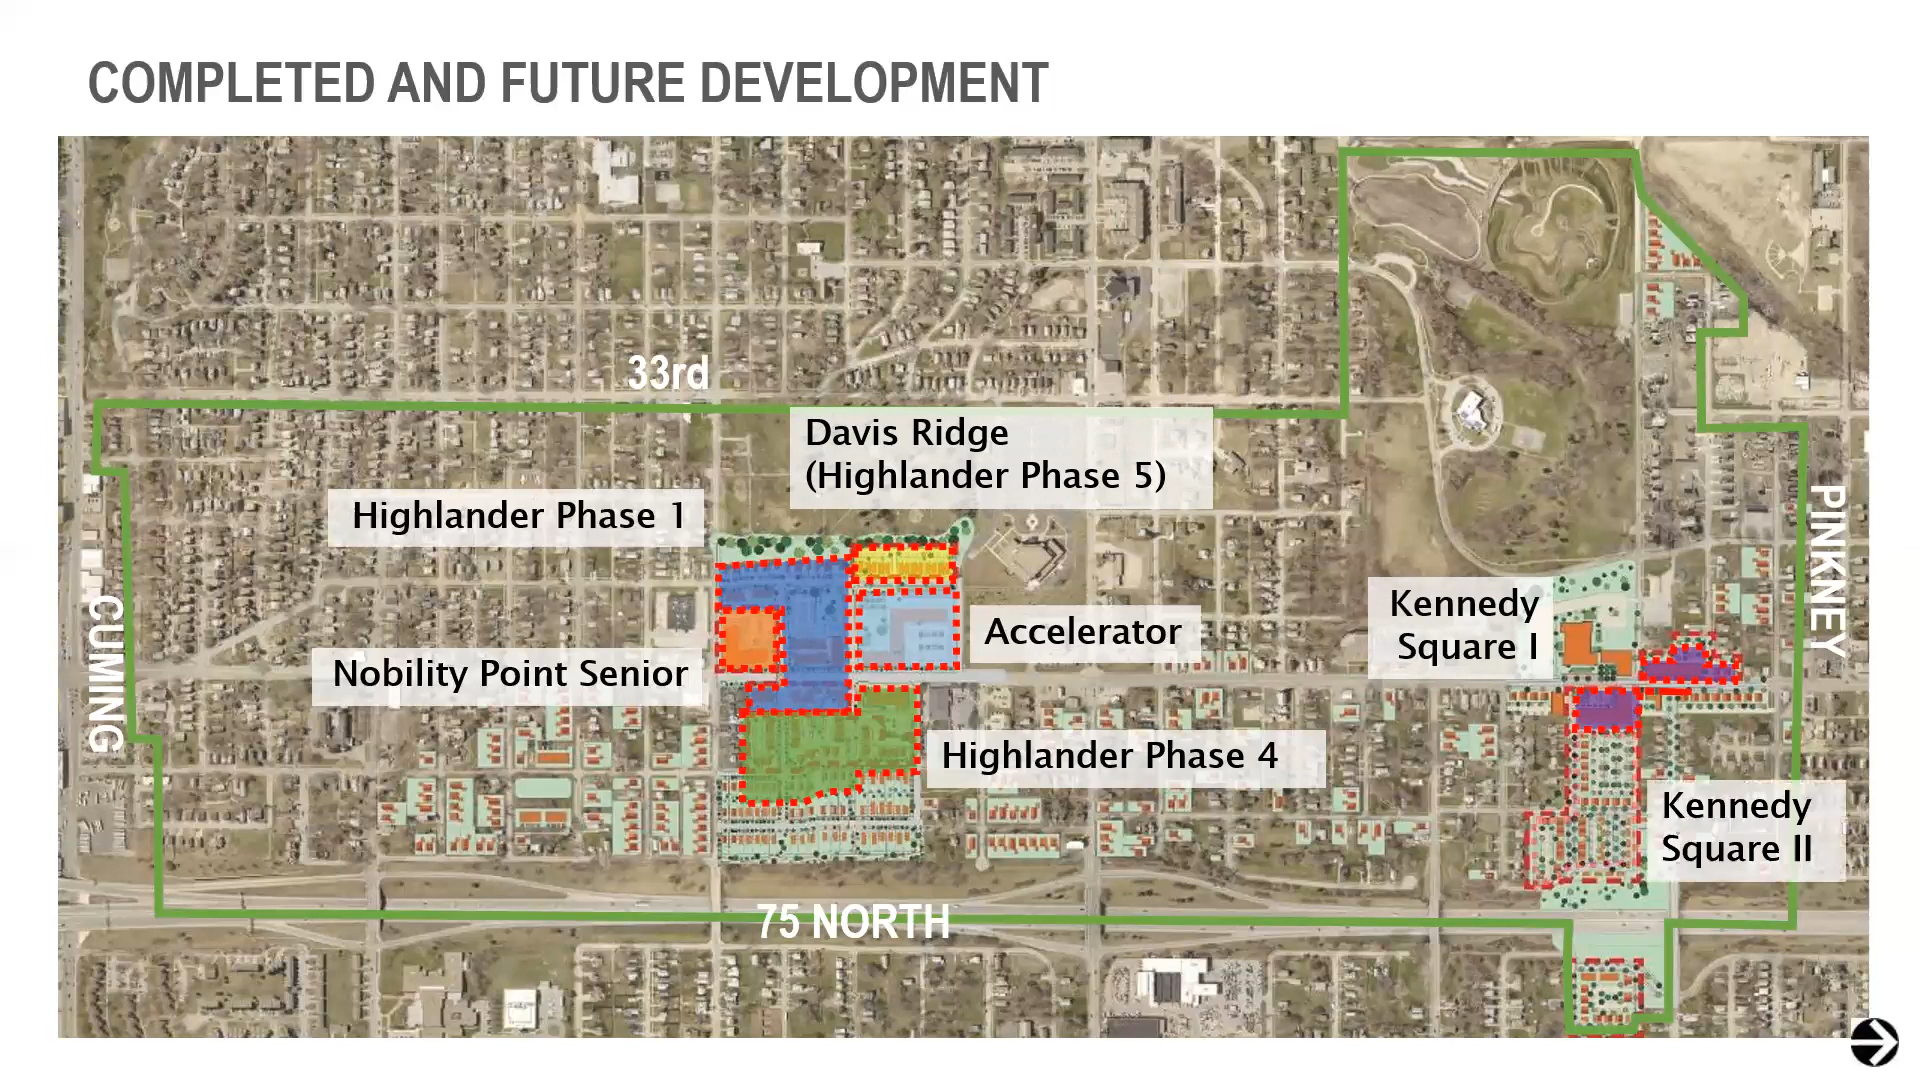 COMPLETED AND FUTURE DEVELOPMENT
33rd
Davis Ridge
(Highlander Phase 5)
Highlander Phase 1
PINKNEY
CUMING
Kennedy
Square I
Accelerator
Nobility Point Senior
Highlander Phase 4
Kennedy
Square II
75 NORTH